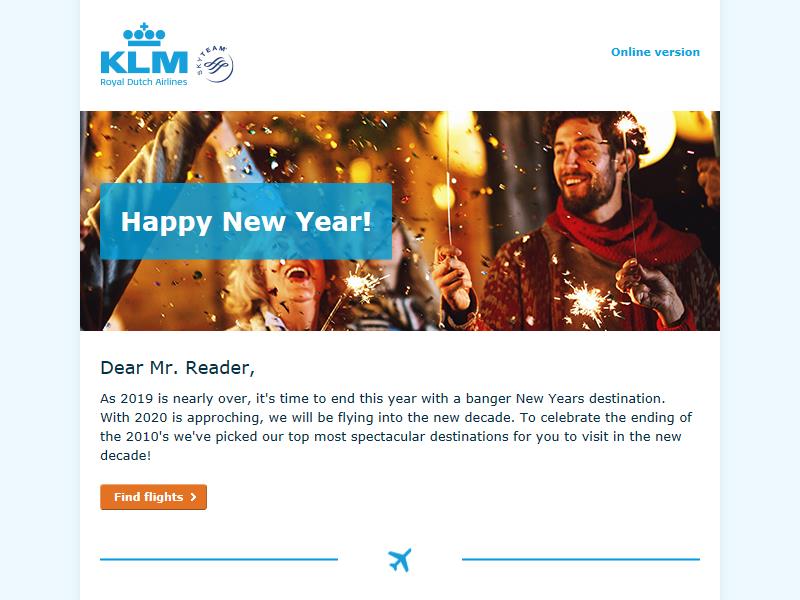 KLM
Royal Dutch Airlines
SKYTEAM
Online version
Happy New Year!
Dear Mr. Reader,
As 2019 is nearly over, it's time to end this year with a banger New Years destination.
With 2020 is approching, we will be flying into the new decade. To celebrate the ending of
the 2010's we've picked our top most spectacular destinations for you to visit in the new
decade!
Find flights